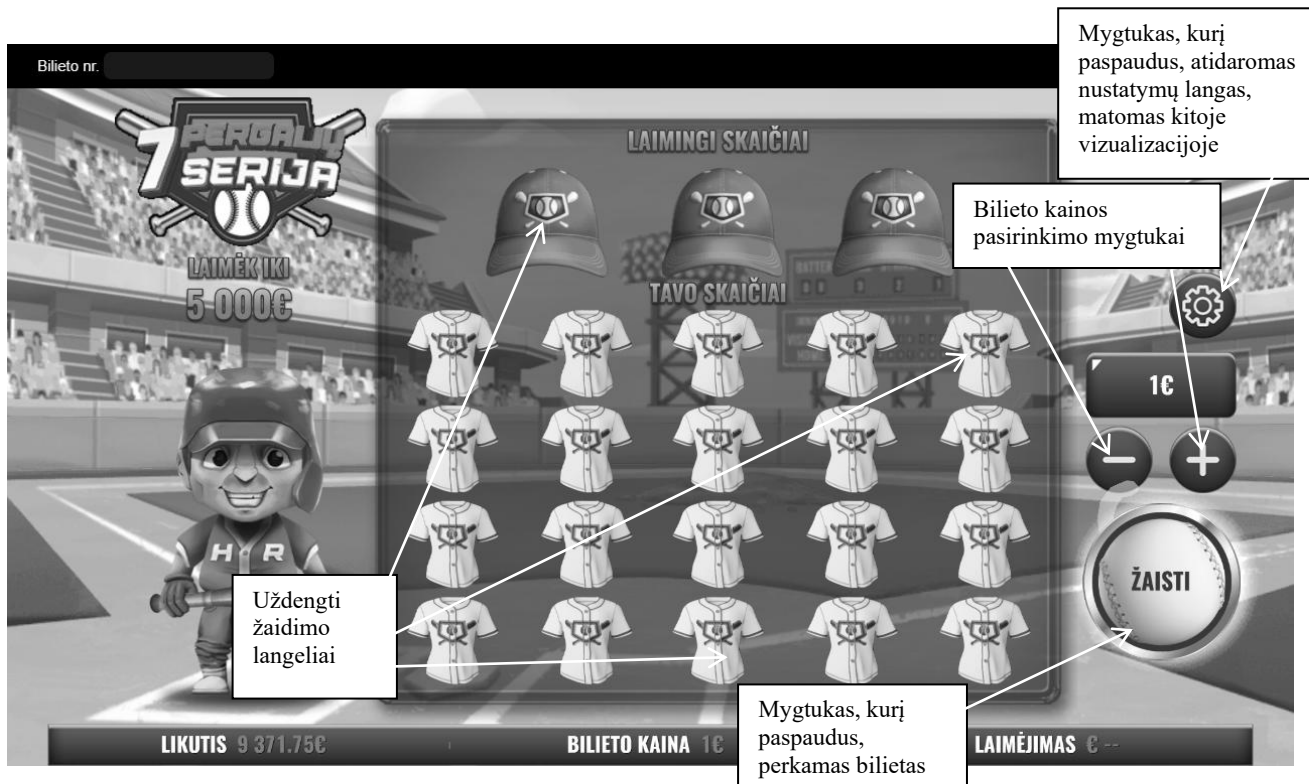 Mygtukas, kurį
paspaudus, atidaromas
nustatymų langas,
matomas kitoje
vizualizacijoje
Bilieto nr.
7 PERGALIŲ
SERIJA
LAIMĖK IKI
5 000€
LAIMINGI SKAIČIAI
Bilieto kainos
pasirinkimo mygtukai
TAVO SKAIČIAI
1€
ŽAISTI
H R
Uždengti
žaidimo
langeliai
Mygtukas, kurį
paspaudus,
perkamas bilietas
LIKUTIS 9 371.75€
BILIETO KAINA 1€
LAIMĖJIMAS € --